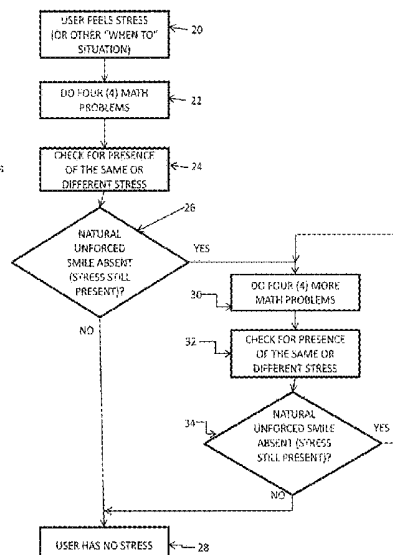 USER FEELS STRESS
(OR OTHER "WHEN TO"
SITUATION)
20
DO FOUR (4) MATH
PROBLEMS
22
CHECK FOR PRESENCE
OF THE SAME OR
DIFFERENT STRESS
24
26
NATURAL
UNFORCED
SMILE ABSENT
(STRESS STILL
PRESENT)?
YES
NO
DO FOUR (4) MORE
MATH PROBLEMS
30
CHECK FOR PRESENCE
OF THE SAME OR
DIFFERENT STRESS
32
NATURAL
UNFORCED SMILE
ABSENT (STRESS
STILL PRESENT)?
34
YES
NO
USER HAS NO STRESS
28